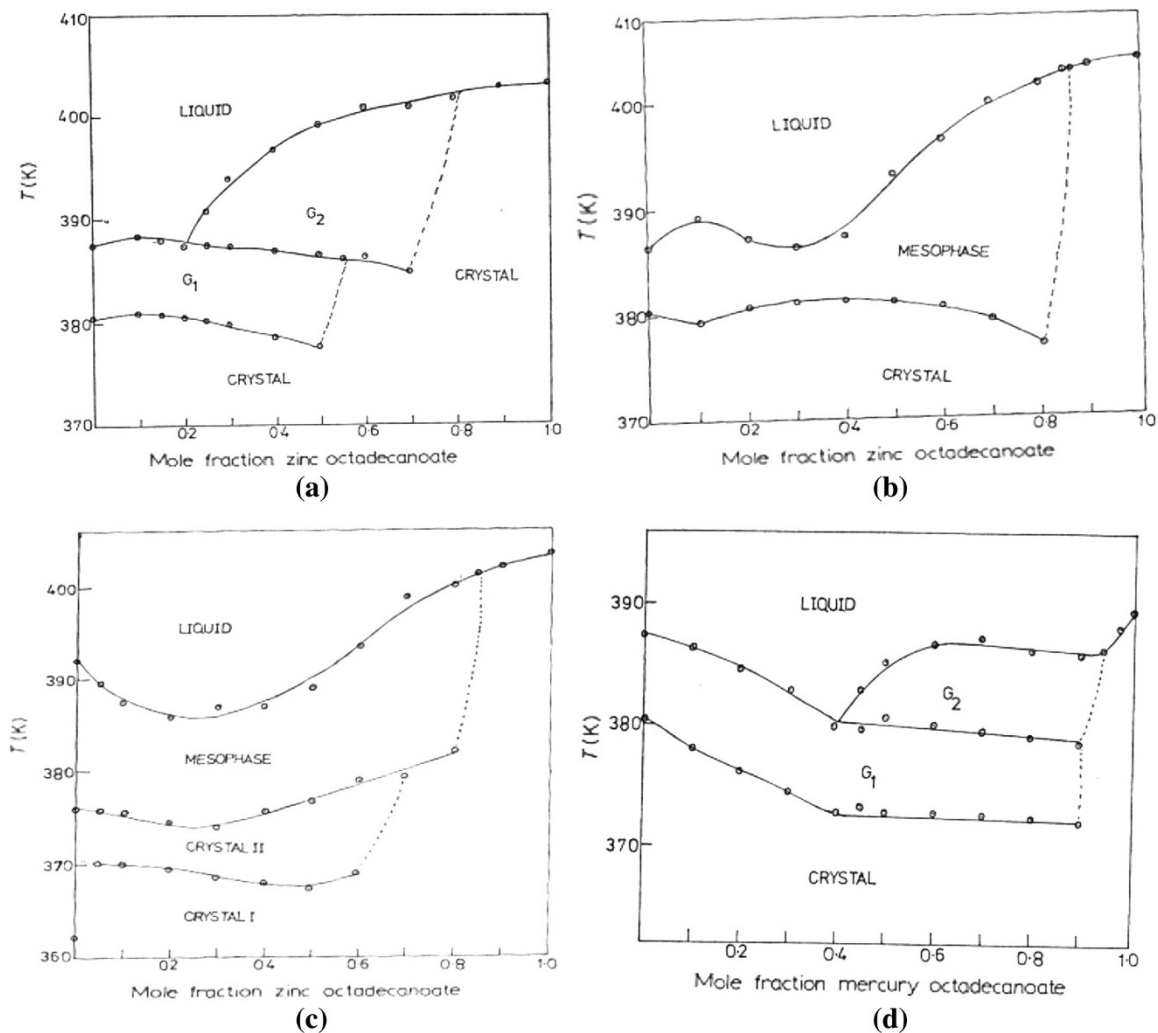 410
400
390
380
370
T(K)
LIQUID
G2
G1
CRYSTAL
CRYSTAL
0 0·2 0·4 0·6 0·8 1·0
Mole fraction zinc octadecanoate
(a)
410
400
390
380
370
T(K)
LIQUID
MESOPHASE
CRYSTAL
0 0·2 0·4 0·6 0·8 1·0
Mole fraction zinc octadecanoate
(b)
400
390
380
370
360
T(K)
LIQUID
MESOPHASE
CRYSTAL II
CRYSTAL I
0·2 0·4 0·6 0·8 1·0
Mole fraction zinc octadecanoate
(c)
390
380
370
T(K)
LIQUID
G2
G1
CRYSTAL
0 0·2 0·4 0·6 0·8 1·0
Mole fraction mercury octadecanoate
(d)